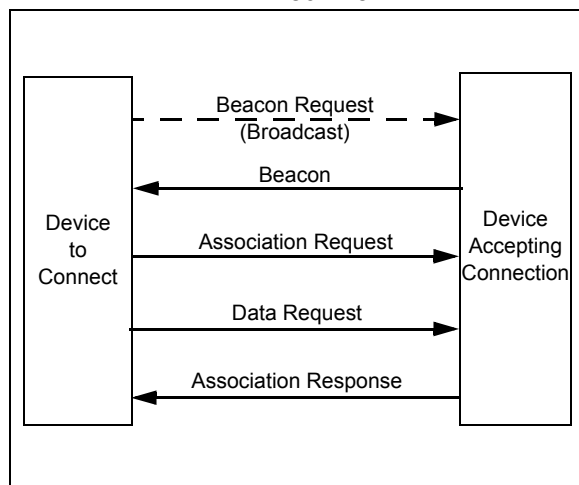 Beacon Request
(Broadcast)
Beacon
Device
to
Connect
Association Request
Device
Accepting
Connection
Data Request
Association Response